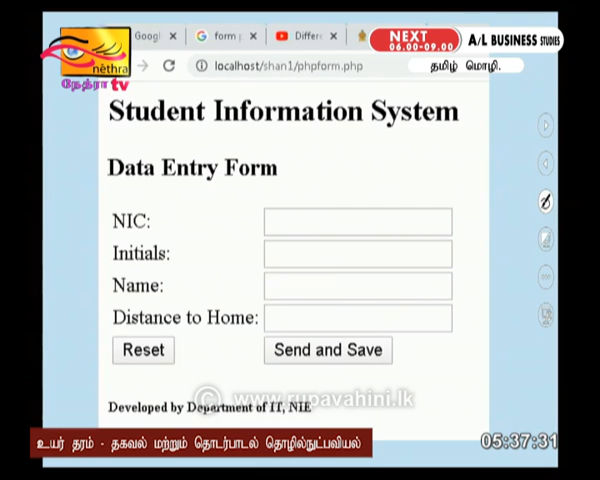 Googl
form p
Differ
NEXT
06.00-09.00
A/L BUSINESS STUDIES
தமிழ் மொழி.
nēthra
நேத்ரா tv
localhost/shan1/phpform.php
Student Information System
Data Entry Form
NIC:
Initials:
Name:
Distance to Home:
Reset
Send and Save
© www.rupavahini.lk
Developed by Department of IT, NIE
உயர் தரம் - தகவல் மற்றும் தொடர்பாடல் தொழில்நுட்பவியல்
05:37:31